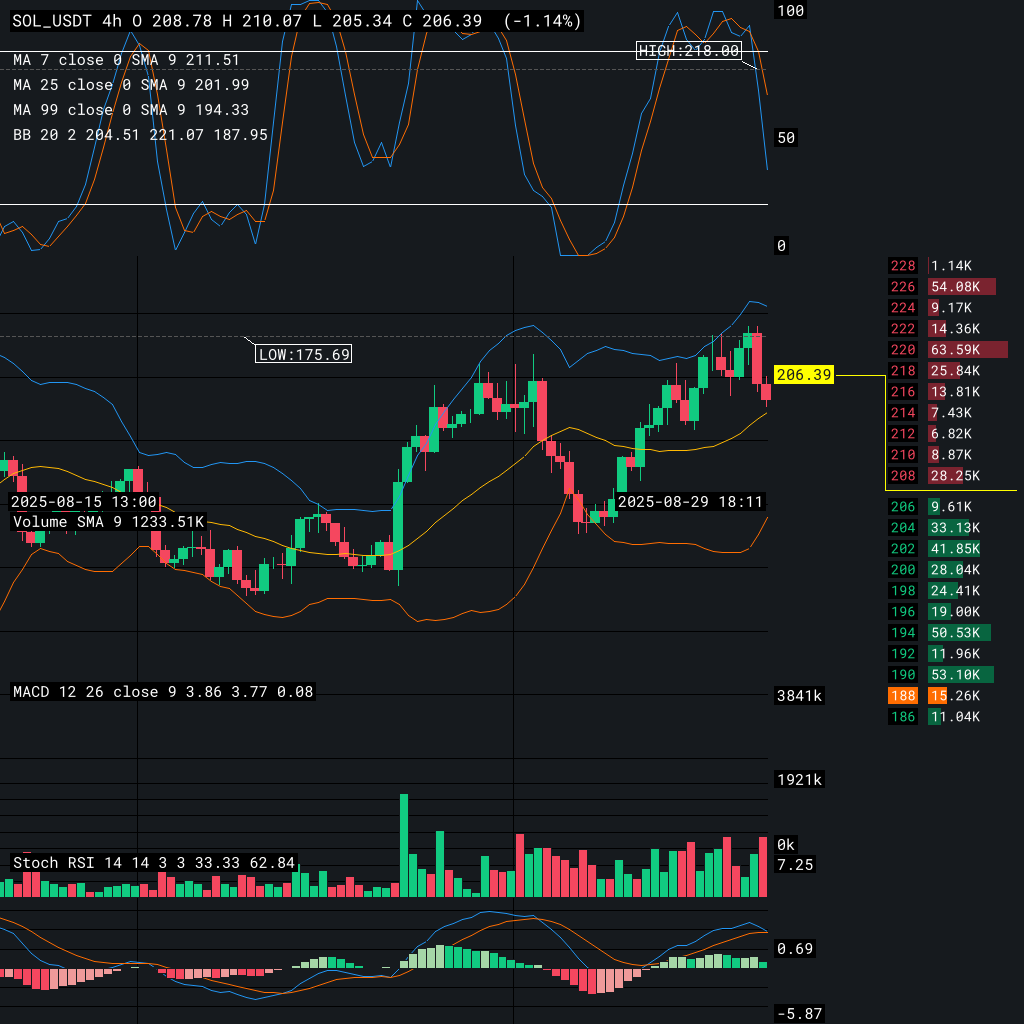 SOL_USDT 4h O 208.78 H 210.07 L 205.34 C 206.39 (-1.14%)
100
HIGH:218.00
MA 7 close 0 SMA 9 211.51
MA 25 close 0 SMA 9 201.99
MA 99 close 0 SMA 9 194.33
BB 20 2 204.51 221.07 187.95
50
0
LOW:175.69
206.39
228 1.14K
226 54.08K
224 9.17K
222 14.36K
220 63.59K
218 25.84K
216 13.81K
214 7.43K
212 6.82K
210 8.87K
208 28.25K
206 9.61K
204 33.13K
202 41.85K
200 28.04K
198 24.41K
196 19.00K
194 50.53K
192 11.96K
190 53.10K
188 15.26K
186 11.04K
2025-08-15 13:00
2025-08-29 18:11
Volume SMA 9 1233.51K
MACD 12 26 close 9 3.86 3.77 0.08
3841k
1921k
0k
Stoch RSI 14 14 3 3 33.33 62.84
7.25
0.69
-5.87